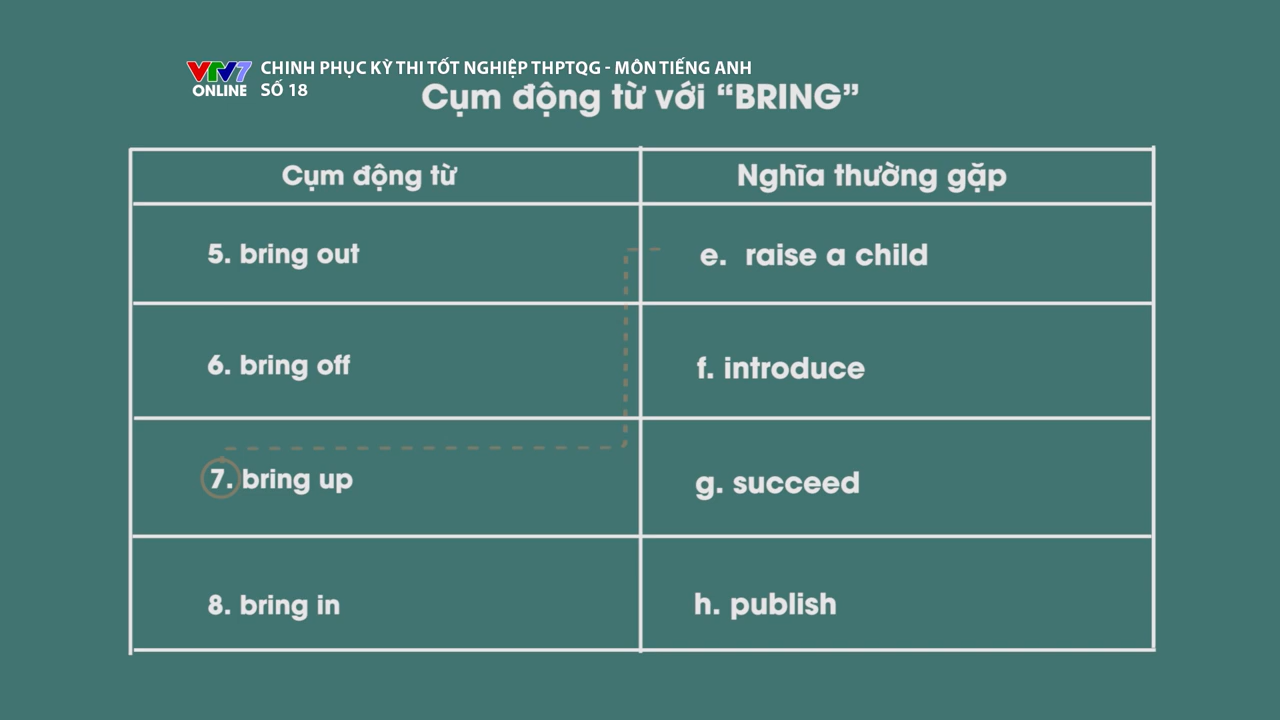 VTV7
ONLINE
CHINH PHỤC KỲ THI TỐT NGHIỆP THPTQG - MÔN TIẾNG ANH
SỐ 18
Cụm động từ với “BRING”
Cụm động từ
Nghĩa thường gặp
5. bring out
e. raise a child
6. bring off
f. introduce
7. bring up
g. succeed
8. bring in
h. publish